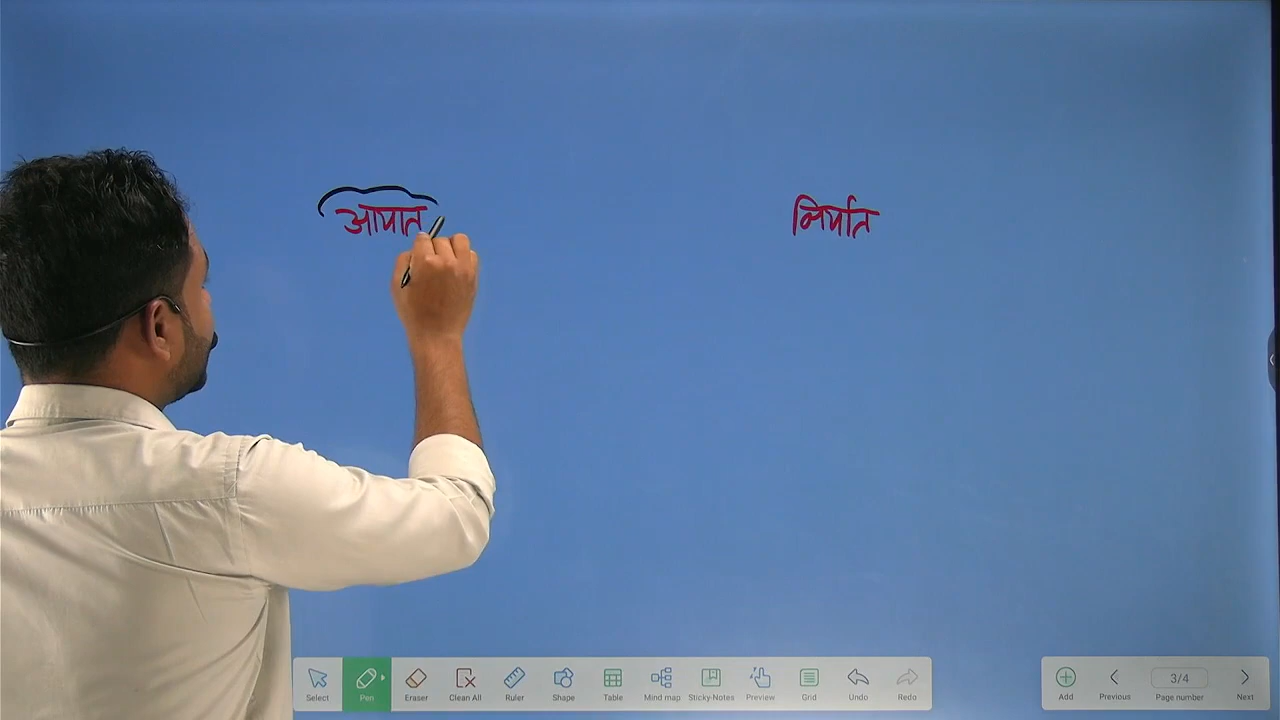 आयात निर्यात
Select Pen Eraser Clean All Ruler Shape Table Mind map Sticky-Notes Preview Grid Undo Redo Add Previous 3/4 Page number Next